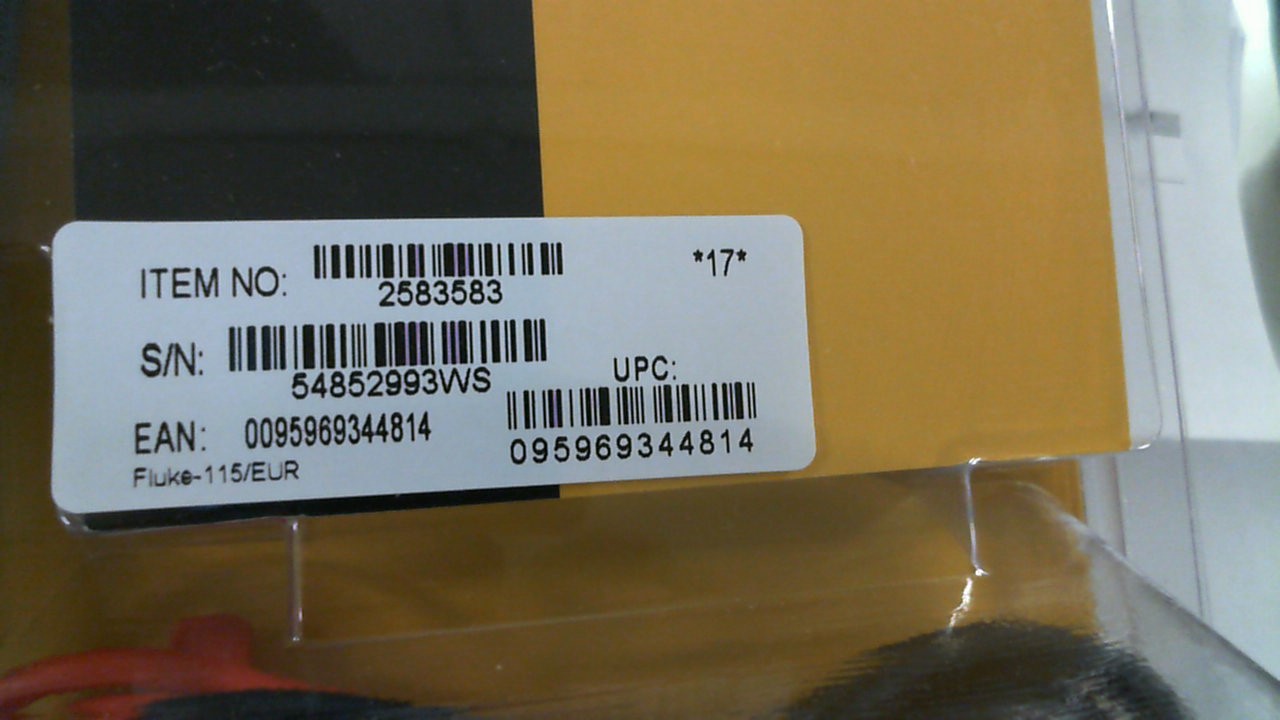 ITEM NO: 2583583 *17*
S/N: 54852993WS
UPC:
EAN: 0095969344814 095969344814
Fluke-115/EUR